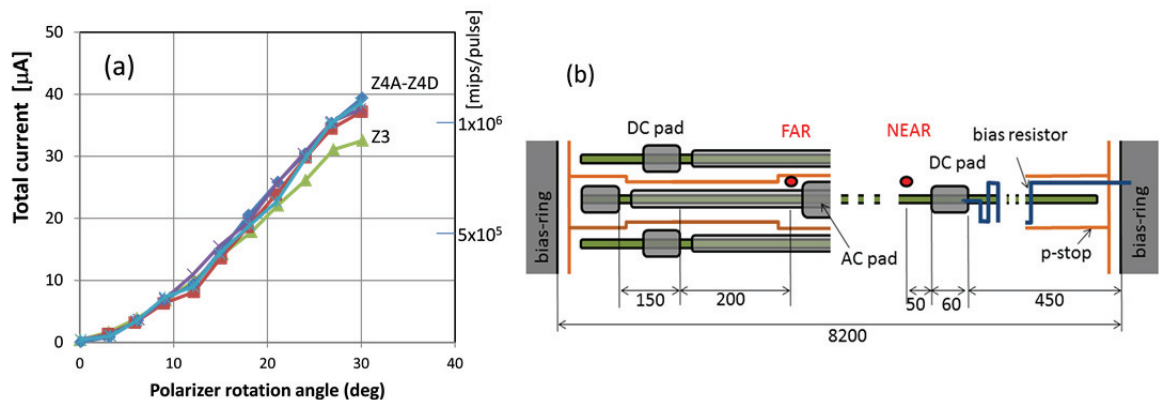 (a)
Total current [µA]
50
40
30
20
10
0
0
10
20
30
40
Polarizer rotation angle (deg)
Z4A-Z4D
Z3
[mips/pulse]
1x10⁶
5x10⁵
(b)
DC pad
FAR
NEAR
bias resistor
DC pad
bias-ring
bias-ring
AC pad
p-stop
150
200
50
60
450
8200